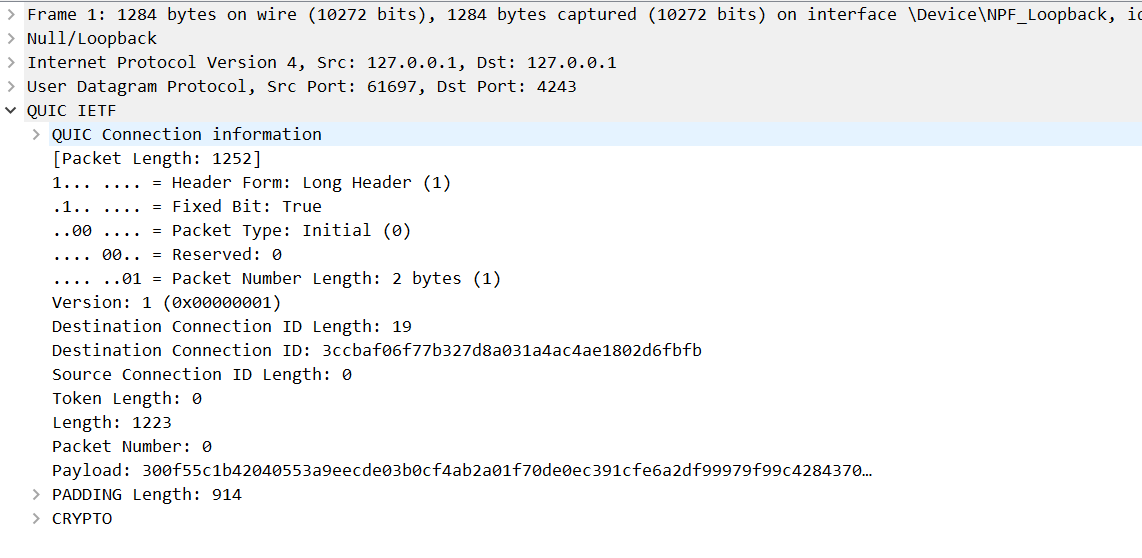 Frame 1: 1284 bytes on wire (10272 bits), 1284 bytes captured (10272 bits) on interface \Device\NPF_Loopback, id
Null/Loopback
Internet Protocol Version 4, Src: 127.0.0.1, Dst: 127.0.0.1
User Datagram Protocol, Src Port: 61697, Dst Port: 4243
QUIC IETF
QUIC Connection information
[Packet Length: 1252]
1... .... = Header Form: Long Header (1)
.1.. .... = Fixed Bit: True
..00 .... = Packet Type: Initial (0)
.... 00.. = Reserved: 0
.... ..01 = Packet Number Length: 2 bytes (1)
Version: 1 (0x00000001)
Destination Connection ID Length: 19
Destination Connection ID: 3ccbaf06f77b327d8a031a4ac4ae1802d6fbfb
Source Connection ID Length: 0
Token Length: 0
Length: 1223
Packet Number: 0
Payload: 300f55c1b42040553a9eecde03b0cf4ab2a01f70de0ec391cfe6a2df99979f99c4284370…
PADDING Length: 914
CRYPTO